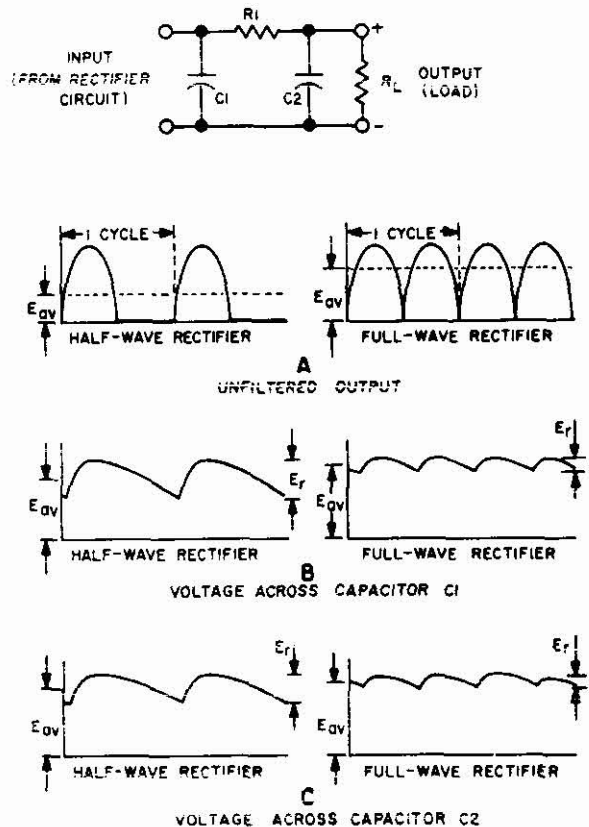 R1
+
INPUT
(FROM RECTIFIER
CIRCUIT)
C1
C2
RL
OUTPUT
(LOAD)
-
1 CYCLE
1 CYCLE
Eav
Eav
HALF-WAVE RECTIFIER
FULL-WAVE RECTIFIER
A
UNFILTERED OUTPUT
Er
Er
Eav
Eav
HALF-WAVE RECTIFIER
FULL-WAVE RECTIFIER
B
VOLTAGE ACROSS CAPACITOR C1
Er
Er
Eav
Eav
HALF-WAVE RECTIFIER
FULL-WAVE RECTIFIER
C
VOLTAGE ACROSS CAPACITOR C2